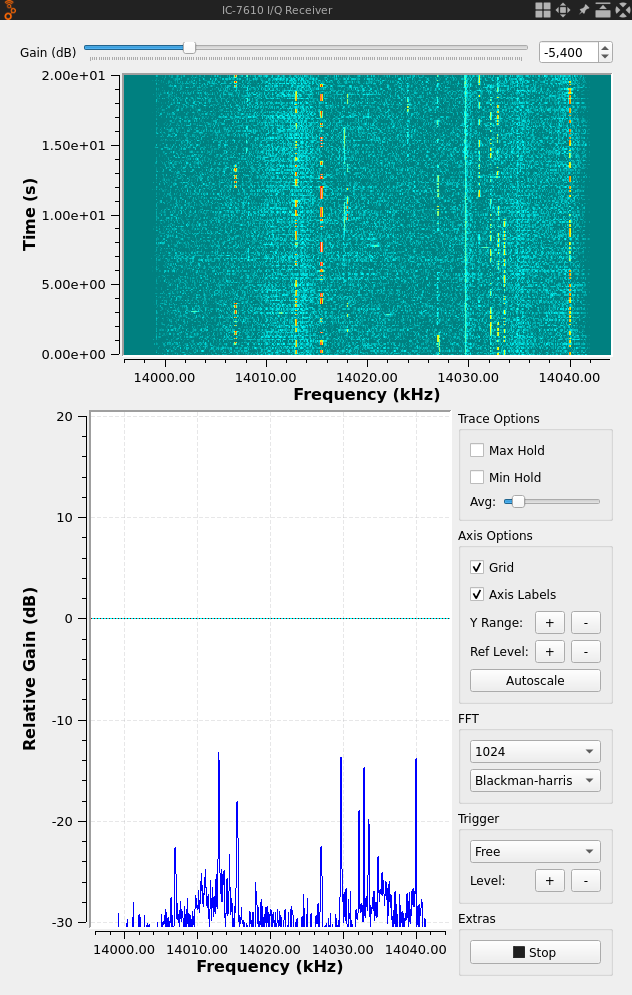 IC-7610 I/Q Receiver
Gain (dB)
-5,400
2.00e+01
1.50e+01
1.00e+01
5.00e+00
0.00e+00
Time (s)
14000.00 14010.00 14020.00 14030.00 14040.00
Frequency (kHz)
20
10
0
-10
-20
-30
Relative Gain (dB)
14000.00 14010.00 14020.00 14030.00 14040.00
Frequency (kHz)
Trace Options
Max Hold
Min Hold
Avg:
Axis Options
Grid
Axis Labels
Y Range: + -
Ref Level: + -
Autoscale
FFT
1024
Blackman-harris
Trigger
Free
Level: + -
Extras
Stop